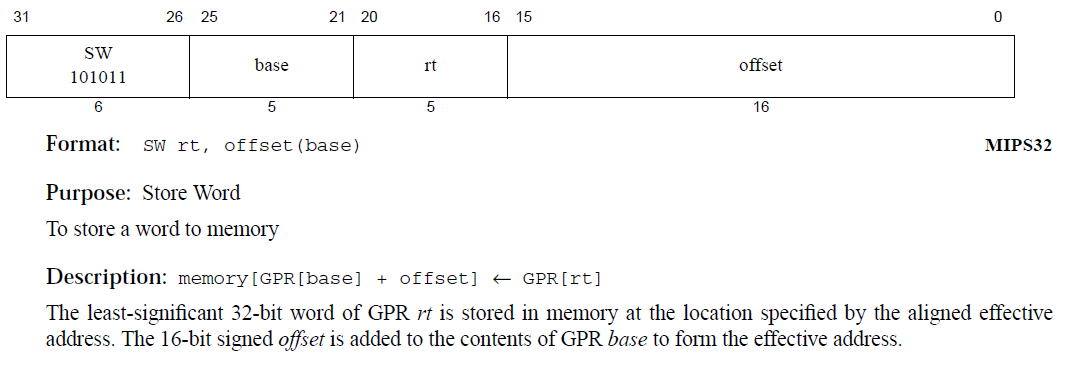 31 26 25 21 20 16 15 0
SW
101011
base rt offset
6 5 5 16
Format: SW rt, offset(base) MIPS32
Purpose: Store Word
To store a word to memory
Description: memory[GPR[base] + offset] ← GPR[rt]
The least-significant 32-bit word of GPR rt is stored in memory at the location specified by the aligned effective
address. The 16-bit signed offset is added to the contents of GPR base to form the effective address.